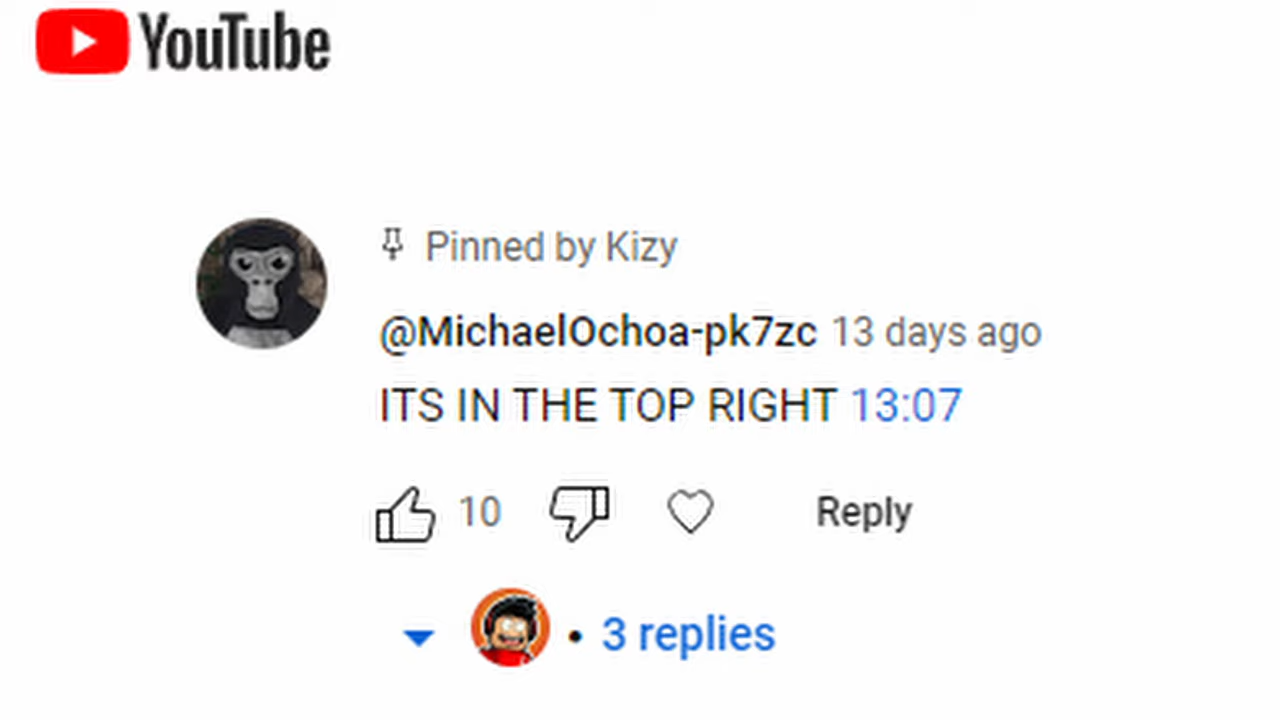 YouTube
Pinned by Kizy
@MichaelOchoa-pk7zc 13 days ago
ITS IN THE TOP RIGHT 13:07
10 Reply
3 replies